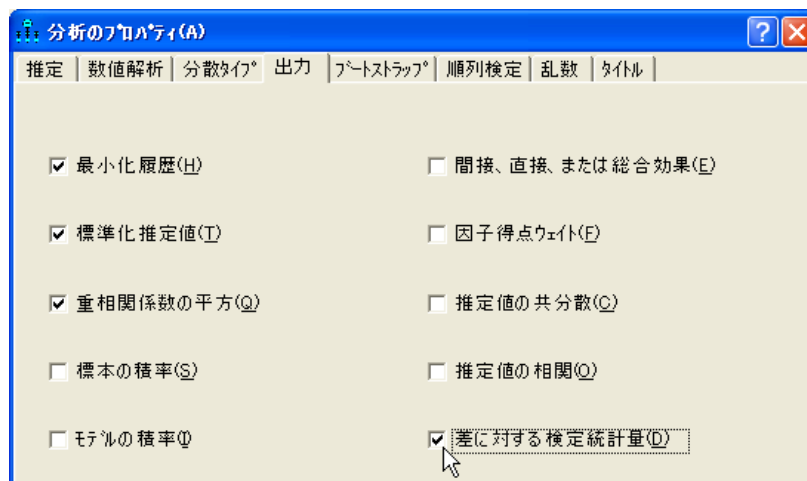 分析のﾌﾟﾛﾊﾟﾃｨ(A)
推定 数値解析 分散ﾀｲﾌﾟ 出力 ﾌﾞｰﾄｽﾄﾗｯﾌﾟ 順列検定 乱数 ﾀｲﾄﾙ
最小化履歴(H) 間接、直接、または総合効果(E)
標準化推定値(T) 因子得点ｳｪｲﾄ(F)
重相関係数の平方(Q) 推定値の共分散(C)
標本の積率(S) 推定値の相関(O)
ﾓﾃﾞﾙの積率(I) 差に対する検定統計量(D)